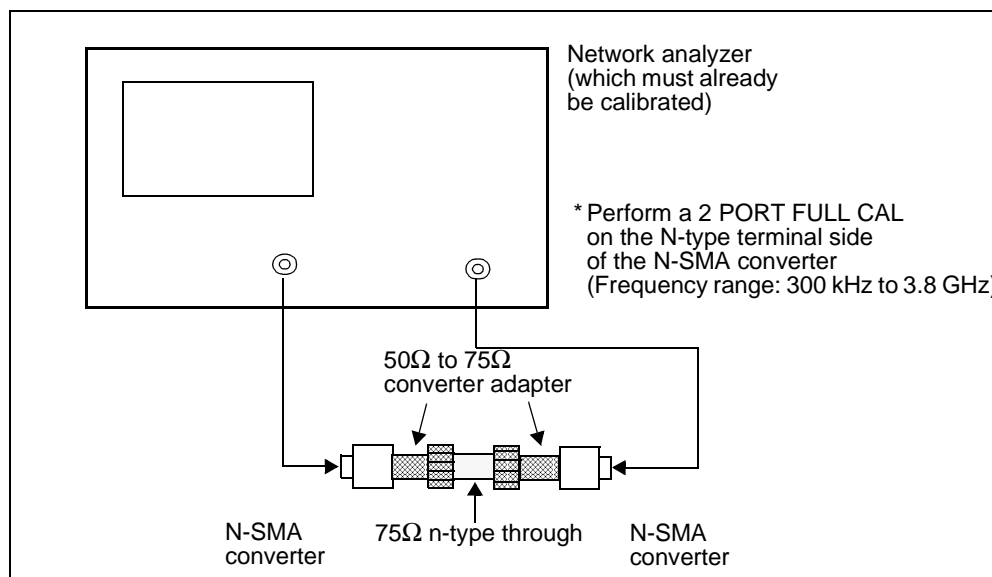 Network analyzer
(which must already
be calibrated)
* Perform a 2 PORT FULL CAL
on the N-type terminal side
of the N-SMA converter
(Frequency range: 300 kHz to 3.8 GHz)
50Ω to 75Ω
converter adapter
N-SMA
converter
75Ω n-type through
N-SMA
converter